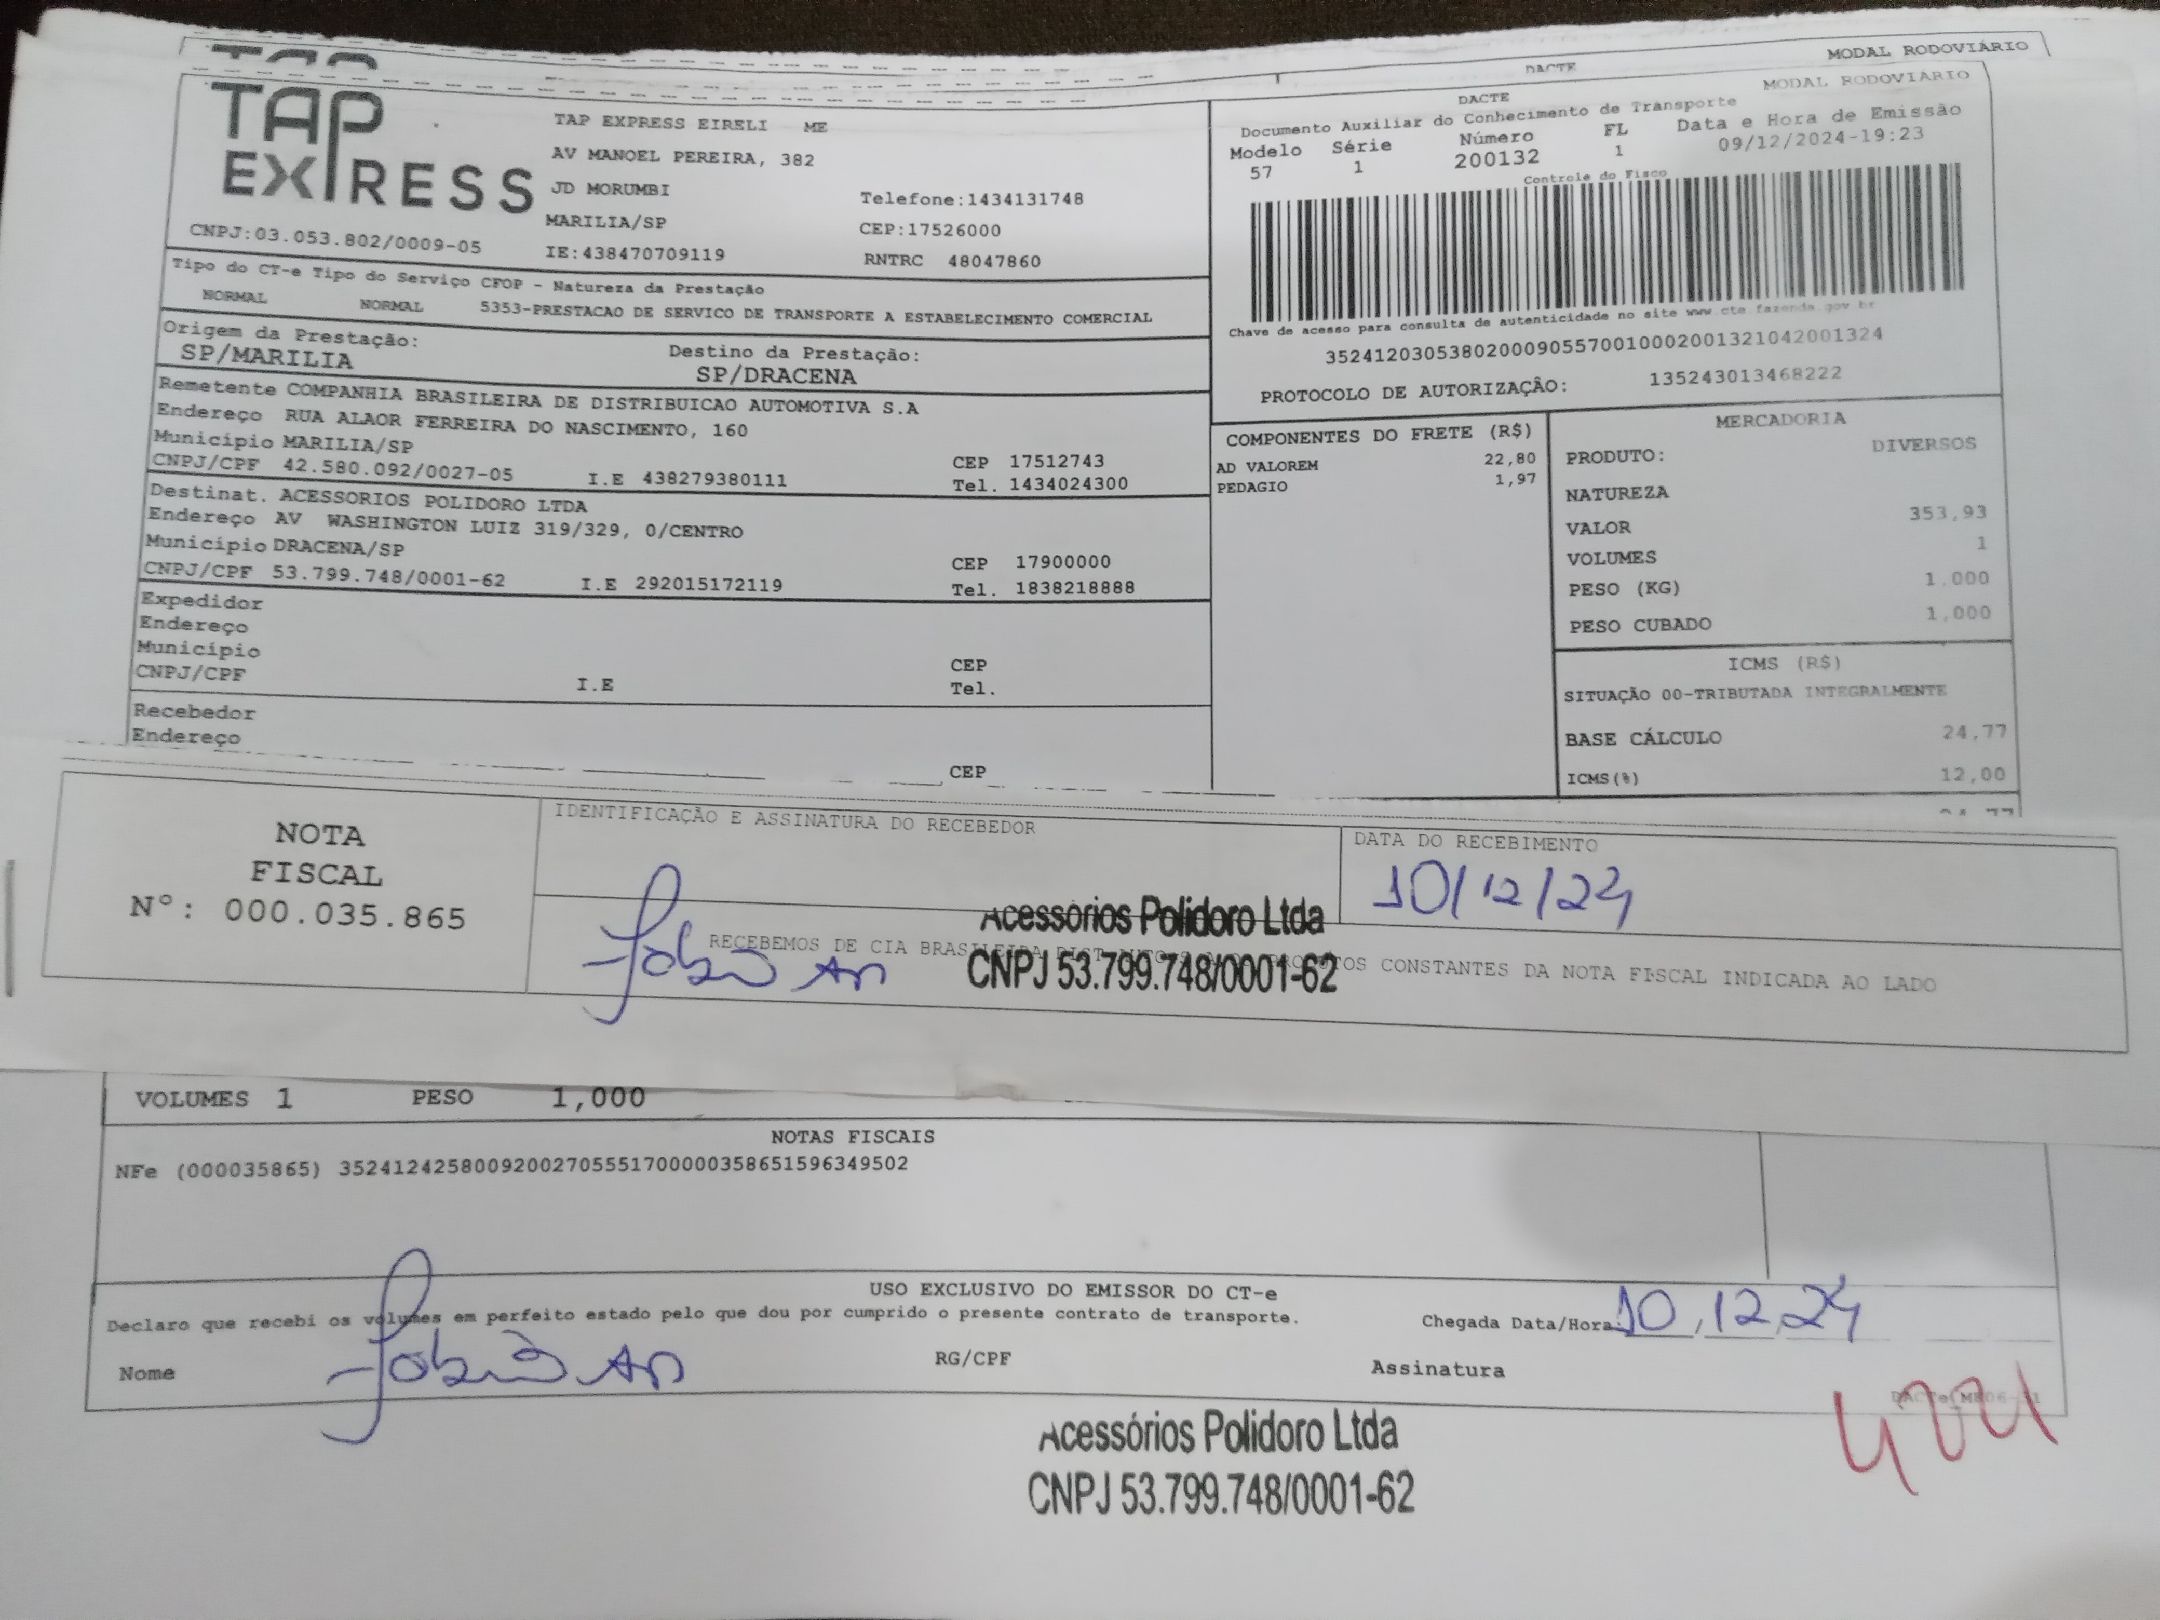 MODAL RODOVIÁRIO
DACTE
TAP EXPRESS
TAP EXPRESS EIRELI ME
AV MANOEL PEREIRA, 382
JD MORUMBI
Telefone:1434131748
MARILIA/SP
CEP:17526000
CNPJ:03.053.802/0009-05
IE:438470709119
RNTRC 48047860
MODAL RODOVIÁRIO
DACTE
Documento Auxiliar do Conhecimento de Transporte
Modelo Série Número FL Data e Hora de Emissão
57 1 200132 1 09/12/2024-19:23
Controle do Fisco
Chave de acesso para consulta de autenticidade no site www.cte.fazenda.gov.br
35241203053802000905570010002001321042001324
PROTOCOLO DE AUTORIZAÇÃO: 135243013468222
Tipo do CT-e Tipo do Serviço CFOP - Natureza da Prestação
NORMAL NORMAL 5353-PRESTACAO DE SERVICO DE TRANSPORTE A ESTABELECIMENTO COMERCIAL
Origem da Prestação: Destino da Prestação:
SP/MARILIA SP/DRACENA
Remetente COMPANHIA BRASILEIRA DE DISTRIBUICAO AUTOMOTIVA S.A
Endereço RUA ALAOR FERREIRA DO NASCIMENTO, 160
Município MARILIA/SP CEP 17512743
CNPJ/CPF 42.580.092/0027-05 I.E 438279380111 Tel. 1434024300
Destinat. ACESSORIOS POLIDORO LTDA
Endereço AV WASHINGTON LUIZ 319/329, 0/CENTRO
Município DRACENA/SP CEP 17900000
CNPJ/CPF 53.799.748/0001-62 I.E 292015172119 Tel. 1838218888
Expedidor
Endereço
Município CEP
CNPJ/CPF I.E Tel.
Recebedor
Endereço
CEP
COMPONENTES DO FRETE (R$)
AD VALOREM 22,80
PEDAGIO 1,97
MERCADORIA
PRODUTO: DIVERSOS
NATUREZA
VALOR 353,93
VOLUMES 1
PESO (KG) 1,000
PESO CUBADO 1,000
ICMS (R$)
SITUAÇÃO 00-TRIBUTADA INTEGRALMENTE
BASE CÁLCULO 24,77
ICMS(%) 12,00
NOTA
FISCAL
Nº: 000.035.865
IDENTIFICAÇÃO E ASSINATURA DO RECEBEDOR
DATA DO RECEBIMENTO
10/12/24
Acessórios Polidoro Ltda
CNPJ 53.799.748/0001-62
RECEBEMOS DE CIA BRASILEIRA CONSTANTES DA NOTA FISCAL INDICADA AO LADO
VOLUMES 1 PESO 1,000
NOTAS FISCAIS
NFe (000035865) 35241242580092002705551700000358651596349502
USO EXCLUSIVO DO EMISSOR DO CT-e
Declaro que recebi os volumes em perfeito estado pelo que dou por cumprido o presente contrato de transporte.
Chegada Data/Hora 10,12,24
Nome RG/CPF Assinatura
Acessórios Polidoro Ltda
CNPJ 53.799.748/0001-62